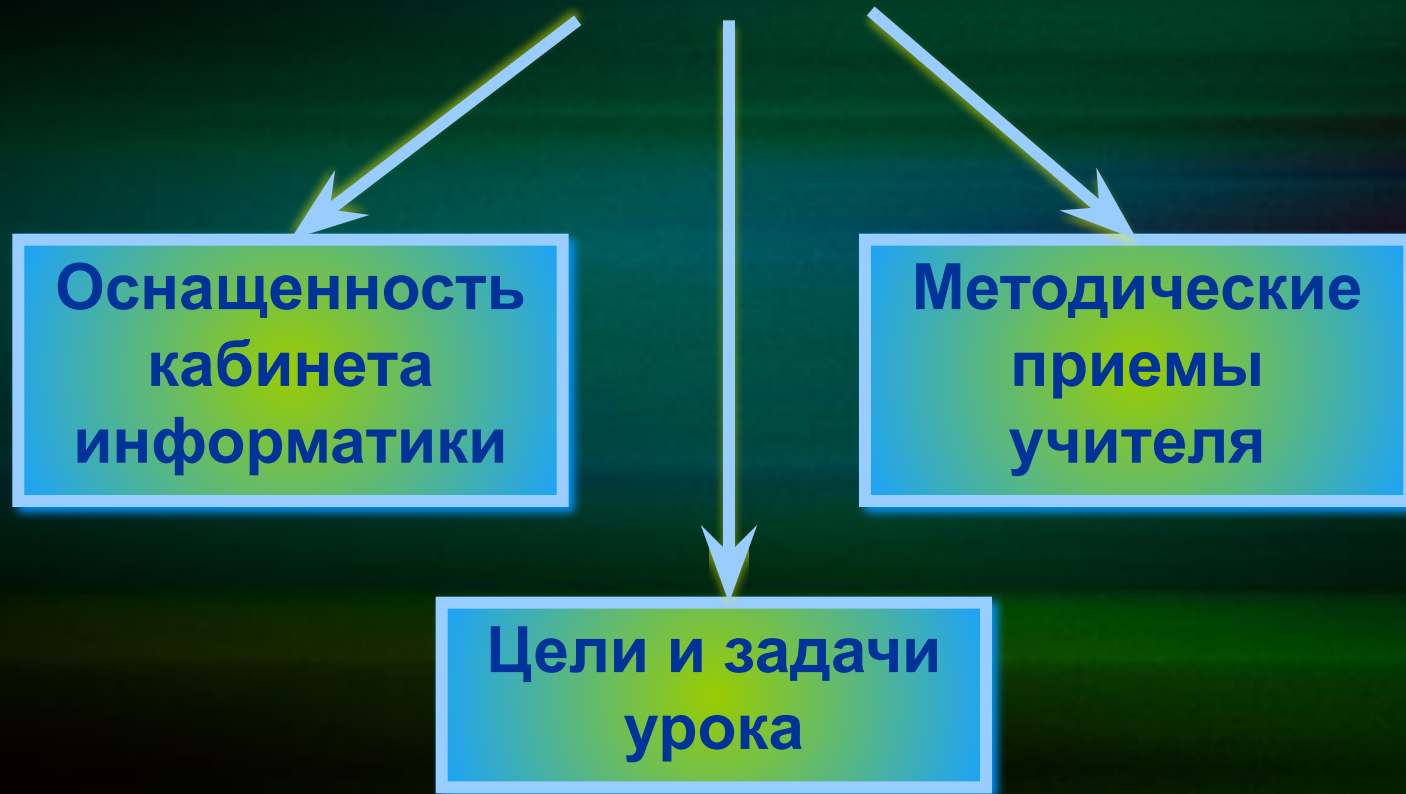 Оснащенность
кабинета
информатики
Методические
приемы
учителя
Цели и задачи
урока